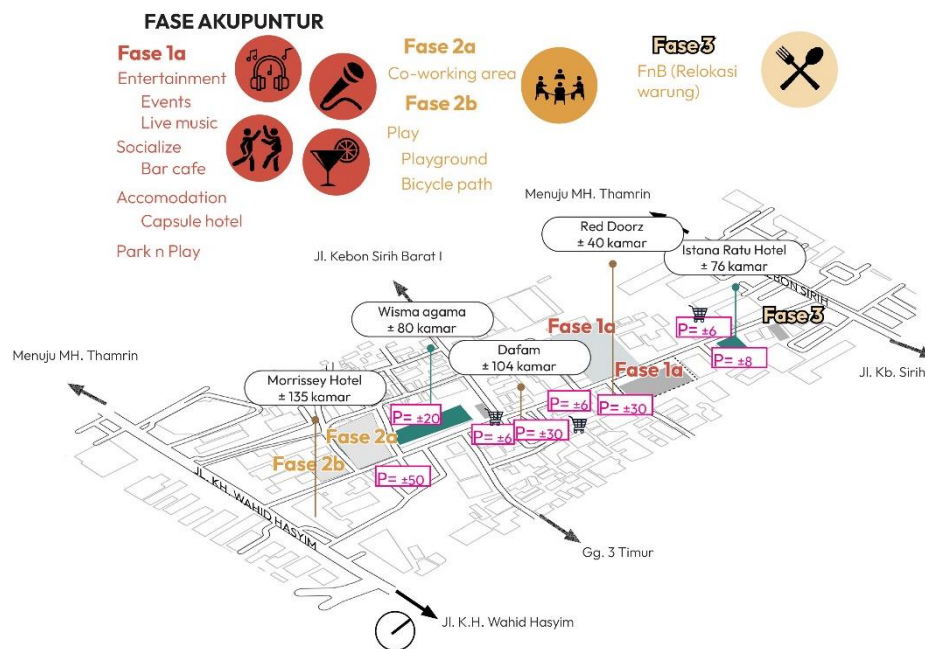 FASE AKUPUNTUR
Fase 1a
Entertainment
Events
Live music
Socialize
Bar cafe
Accomodation
Capsule hotel
Park n Play
Fase 2a
Co-working area
Fase 2b
Play
Playground
Bicycle path
Fase 3
FnB (Relokasi
warung)
Menuju MH. Thamrin
Red Doorz
± 40 kamar
Istana Ratu Hotel
± 76 kamar
Jl. Kebon Sirih Barat I
EBON SIRIH
Wisma agama
± 80 kamar
Fase 3
Fase 1a
P= ±6
Menuju MH. Thamrin
Dafam
± 104 kamar
P= ±8
Jl. Kb. Sirih
Morrissey Hotel
± 135 kamar
Fase 1a
P= ±20
P= ±6
P= ±30
Fase 2a
P= ±6
P= ±30
Fase 2b
P= ±50
JL. KH. WAHID HASYIM
Gg. 3 Timur
Jl. K.H. Wahid Hasyim